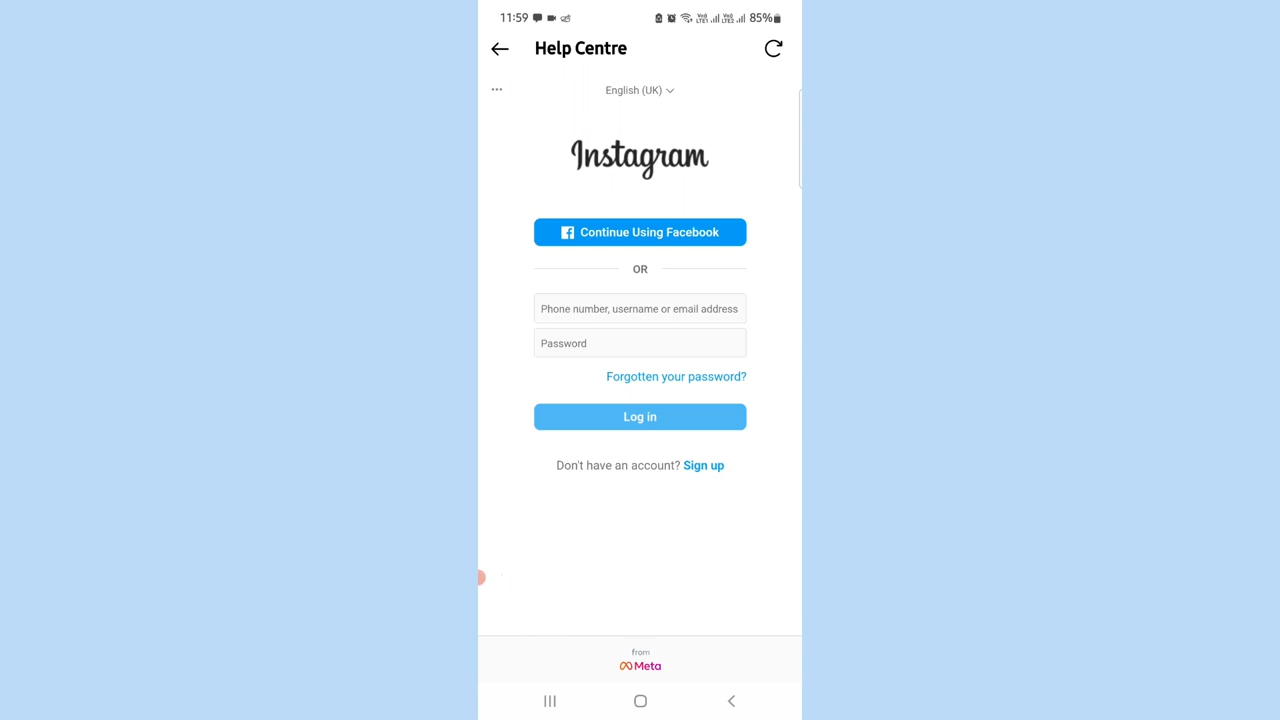 11:59 85%
Help Centre
English (UK)
Instagram
Continue Using Facebook
OR
Phone number, username or email address
Password
Forgotten your password?
Log in
Don't have an account? Sign up
from
Meta